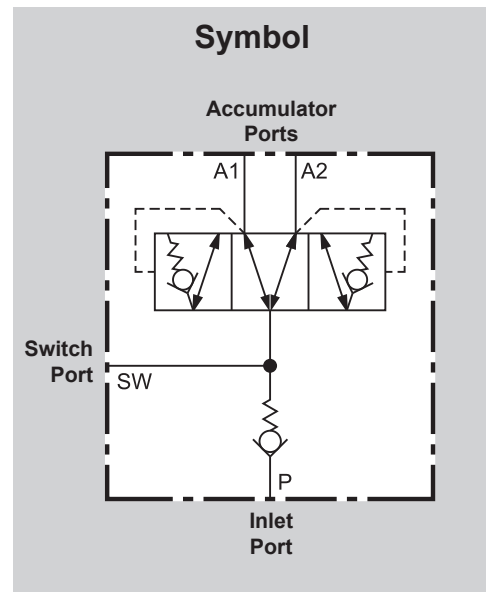 Symbol
Accumulator
Ports
A1 A2
Switch
Port
SW
P
Inlet
Port